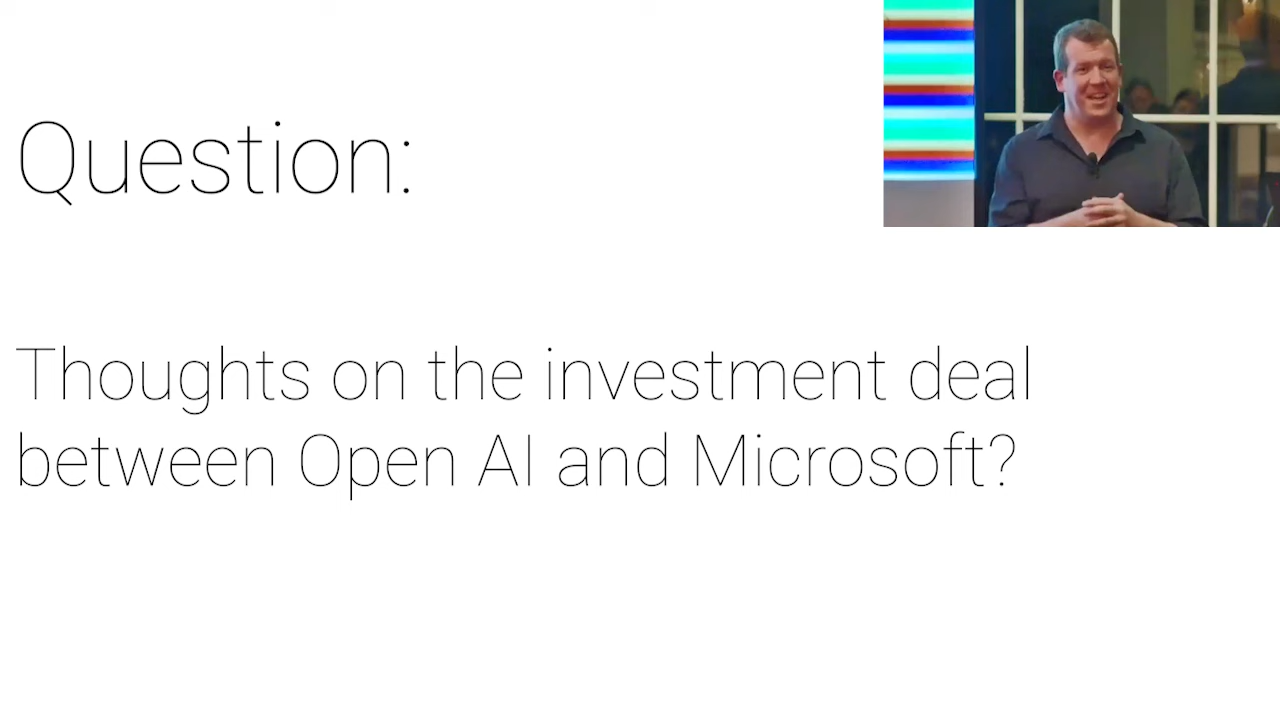 Question:
Thoughts on the investment deal
between Open AI and Microsoft?